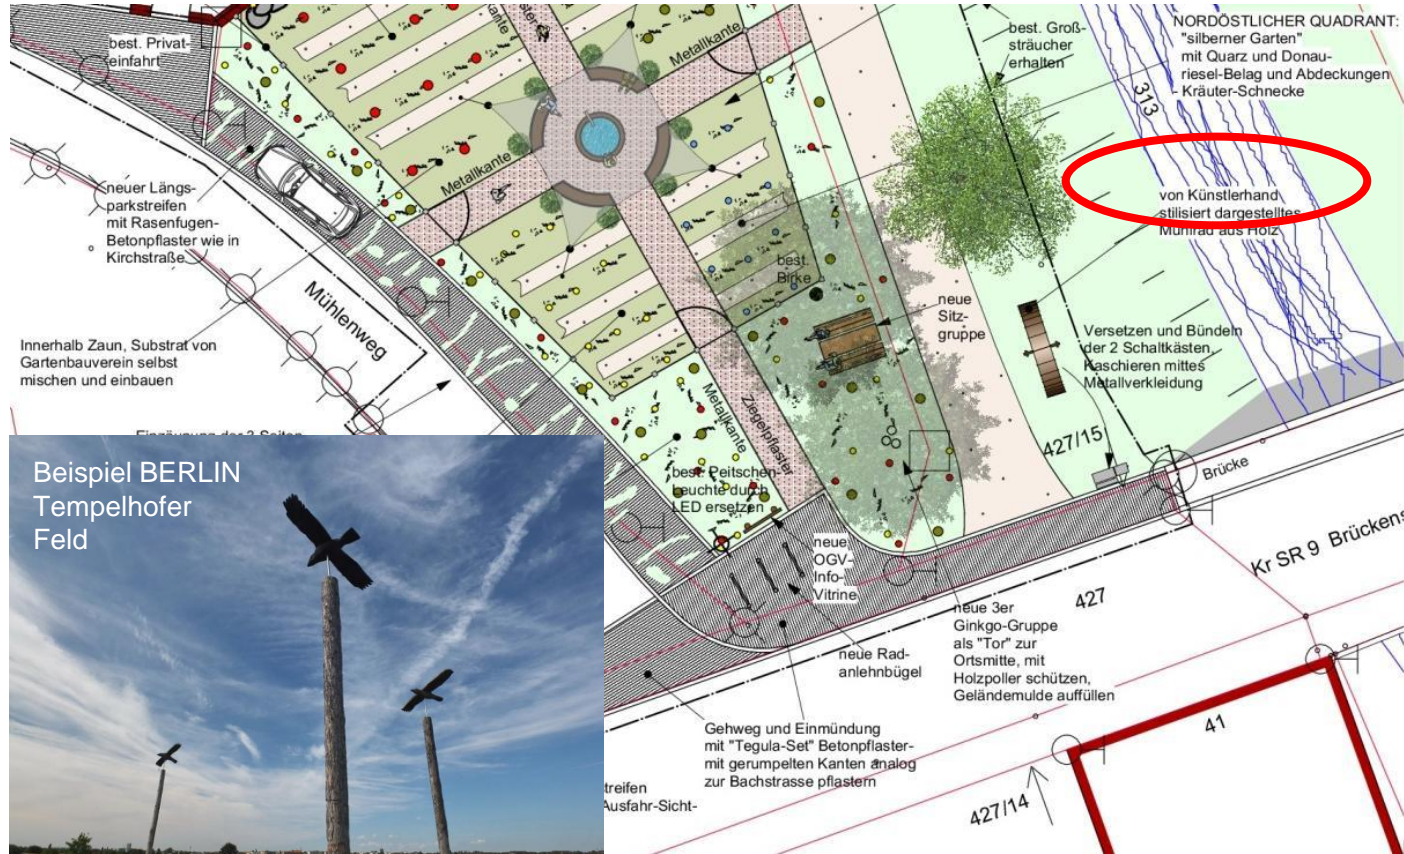 best. Privat-
einfahrt
Metallkante
best. Groß-
sträucher
erhalten
NORDÖSTLICHER QUADRANT:
"silberner Garten"
mit Quarz und Donau-
riesel-Belag und Abdeckungen
- Kräuter-Schnecke
313
neuer Längs-
parkstreifen
mit Rasenfugen-
Betonpflaster wie in
Kirchstraße
Metallkante
von Künstlerhand
stilisiert dargestelltes
Mühlrad aus Holz
best.
Birke
Mühlenweg
neue
Sitz-
gruppe
Innerhalb Zaun, Substrat von
Gartenbauverein selbst
mischen und einbauen
Versetzen und Bündeln
der 2 Schaltkästen,
Kaschieren mittes
Metallverkleidung
Metallkante
Ziegelpflaster
427/15
Brücke
Beispiel BERLIN
Tempelhofer
Feld
best. Peitschen-
Leuchte durch
LED ersetzen
neue
OGV-
Info-
Vitrine
Kr SR 9 Brückens
427
neue 3er
Ginkgo-Gruppe
als "Tor" zur
Ortsmitte, mit
Holzpoller schützen,
Geländemulde auffüllen
neue Rad-
anlehnbügel
Gehweg und Einmündung
mit "Tegula-Set" Betonpflaster-
mit gerumpelten Kanten analog
zur Bachstrasse pflastern
41
427/14
treifen
Ausfahr-Sicht-